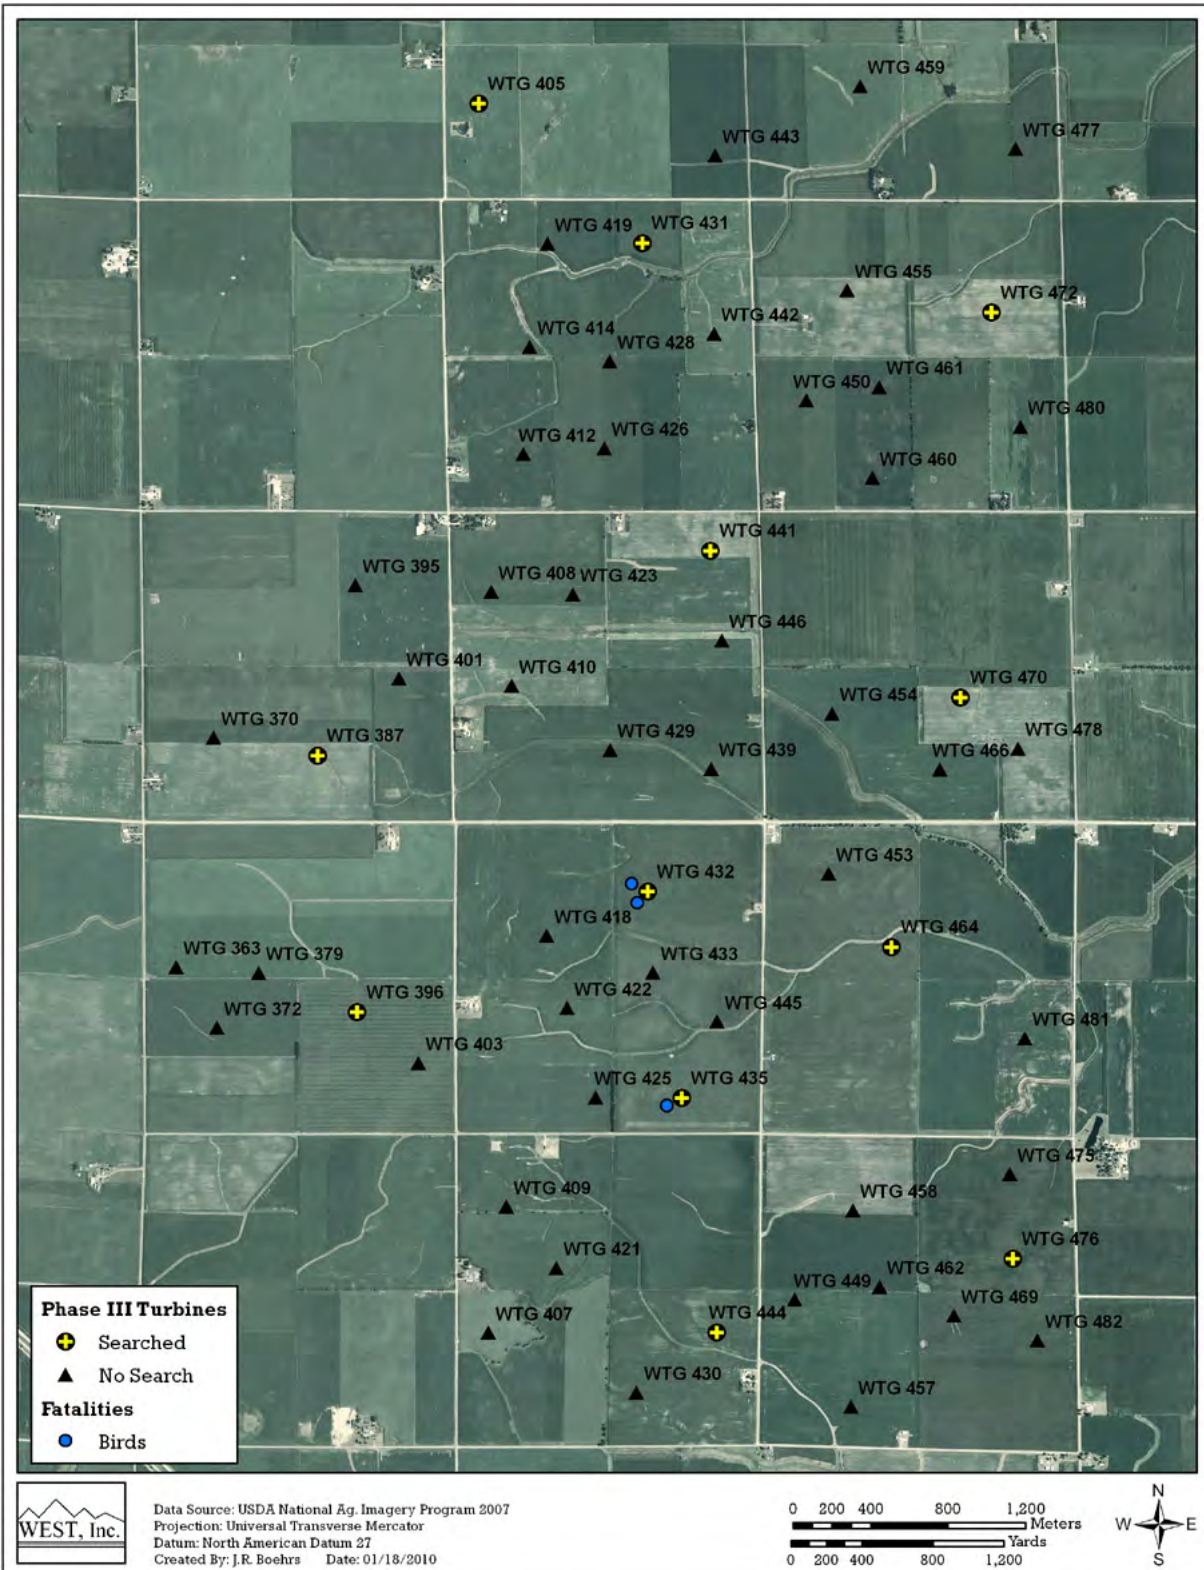 WTG 459
WTG 405
WTG 443
WTG 477
WTG 419
WTG 431
WTG 455
WTG 472
WTG 442
WTG 414
WTG 428
WTG 461
WTG 450
WTG 480
WTG 412
WTG 426
WTG 460
WTG 441
WTG 395
WTG 408
WTG 423
WTG 446
WTG 401
WTG 410
WTG 470
WTG 454
WTG 370
WTG 387
WTG 429
WTG 439
WTG 466
WTG 478
WTG 453
WTG 432
WTG 418
WTG 464
WTG 363
WTG 379
WTG 433
WTG 396
WTG 422
WTG 445
WTG 372
WTG 481
WTG 403
WTG 425
WTG 435
WTG 475
WTG 409
WTG 458
WTG 476
WTG 421
WTG 462
WTG 449
WTG 469
WTG 407
WTG 444
WTG 482
WTG 430
WTG 457
Phase III Turbines
Searched
No Search
Fatalities
Birds
WEST, Inc.
Data Source: USDA National Ag. Imagery Program 2007
Projection: Universal Transverse Mercator
Datum: North American Datum 27
Created By: J.R. Boehrs Date: 01/18/2010
0 200 400 800 1,200
Meters
Yards
0 200 400 800 1,200
N
W E
S